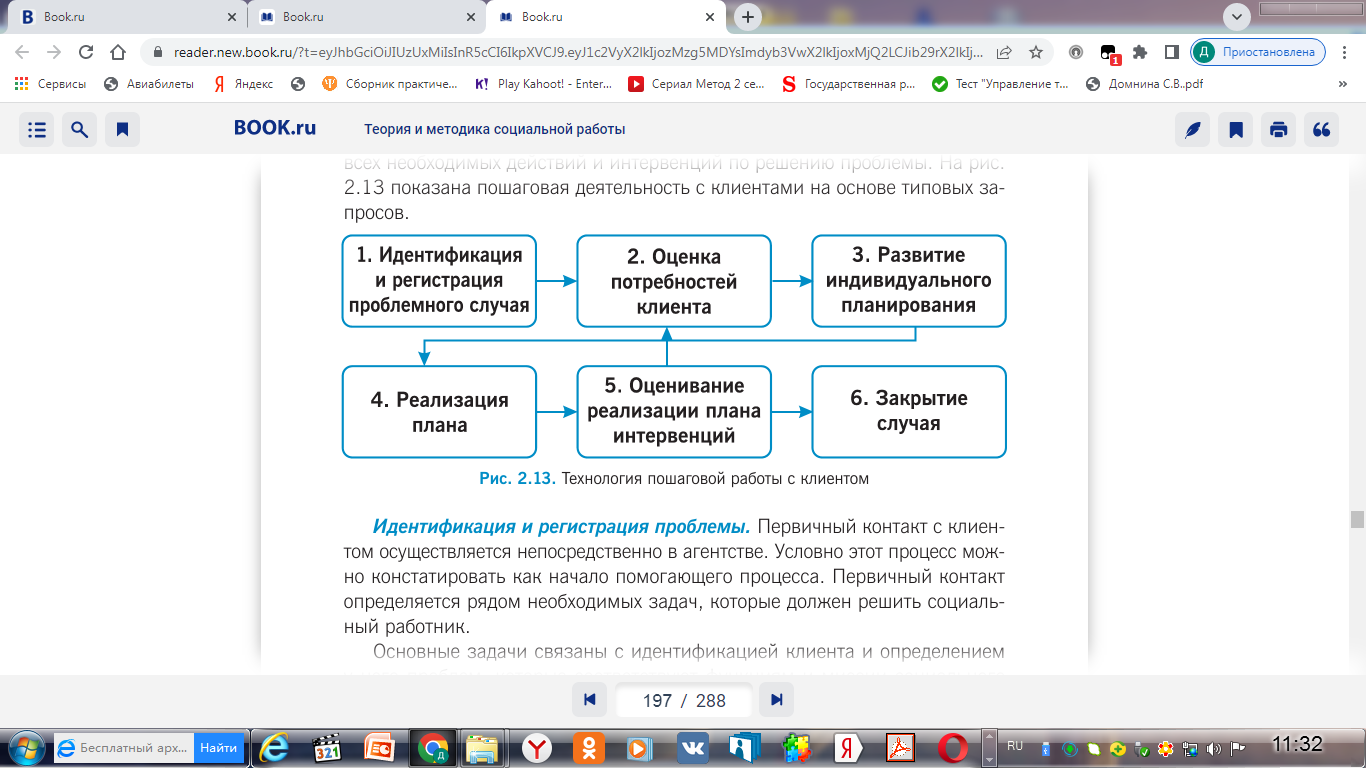 Book.ru
Book.ru
Book.ru
reader.new.book.ru/?t=eyJhbGciOiJIUzUxMiIsInR5cCI6IkpXVCJ9.eyJ1c2VyX2lkIjozMzg5MDYsImdyb3VwX2lkIjoxMjQ2LCJib29rX2lkIj...
1
Д Приостановлена
Сервисы Авиабилеты Яндекс Сборник практиче... Play Kahoot! - Enter... Сериал Метод 2 се... Государственная р... Тест "Управление т... Домнина С.В..pdf »
BOOK.ru Теория и методика социальной работы
всех необходимых действий и интервенций по решению проблемы. На рис.
2.13 показана пошаговая деятельность с клиентами на основе типовых за-
просов.
1. Идентификация
и регистрация
проблемного случая
2. Оценка
потребностей
клиента
3. Развитие
индивидуального
планирования
4. Реализация
плана
5. Оценивание
реализации плана
интервенций
6. Закрытие
случая
Рис. 2.13. Технология пошаговой работы с клиентом
Идентификация и регистрация проблемы. Первичный контакт с клиен-
том осуществляется непосредственно в агентстве. Условно этот процесс мож-
но констатировать как начало помогающего процесса. Первичный контакт
определяется рядом необходимых задач, которые должен решить социаль-
ный работник.
Основные задачи связаны с идентификацией клиента и определением
197 / 288
Бесплатный арх... Найти
321
RU
11:32